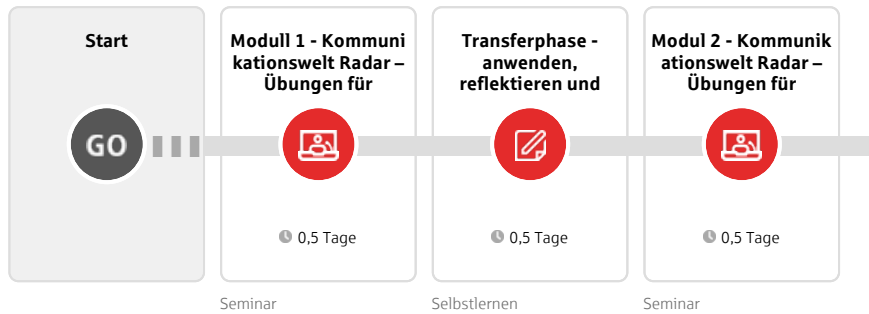 Start
GO
Modull 1 - Kommuni
kationswelt Radar –
Übungen für
0,5 Tage
Seminar
Transferphase -
anwenden,
reflektieren und
0,5 Tage
Selbstlernen
Modul 2 - Kommunik
ationswelt Radar –
Übungen für
0,5 Tage
Seminar